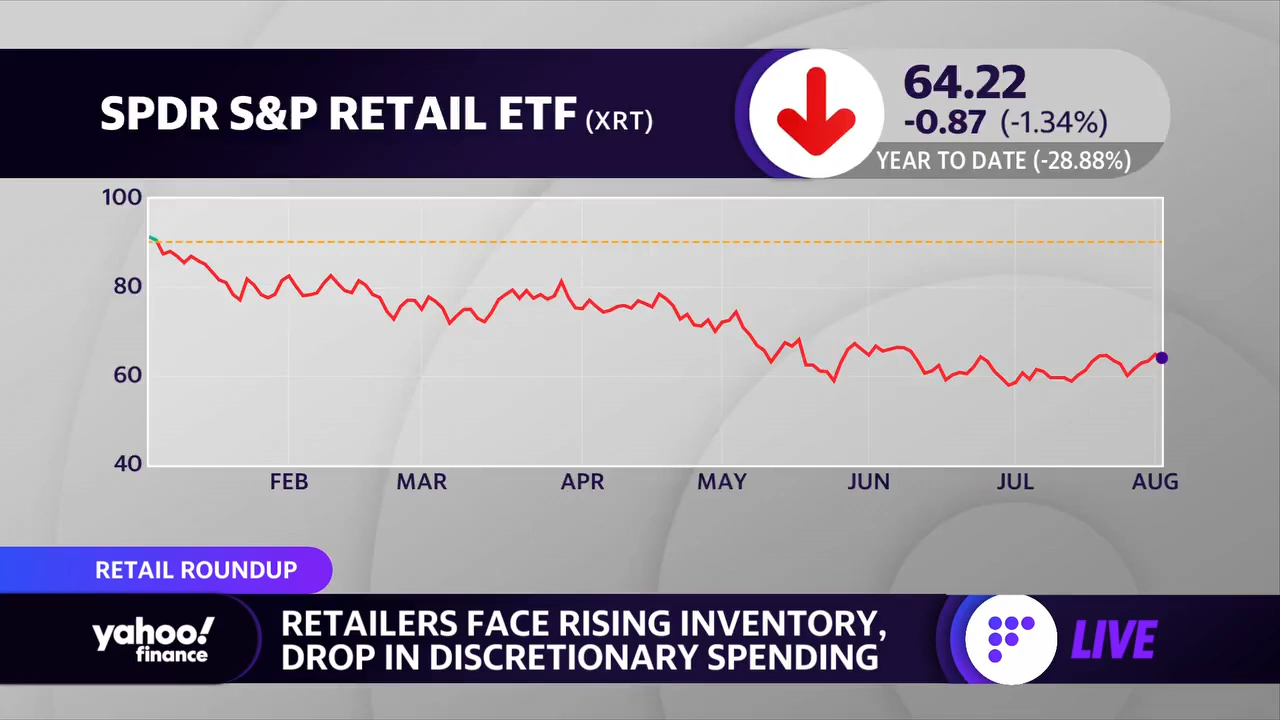 SPDR S&P RETAIL ETF (XRT)
64.22
-0.87 (-1.34%)
YEAR TO DATE (-28.88%)
100
80
60
40
FEB MAR APR MAY JUN JUL AUG
RETAIL ROUNDUP
yahoo!
finance
RETAILERS FACE RISING INVENTORY,
DROP IN DISCRETIONARY SPENDING
LIVE